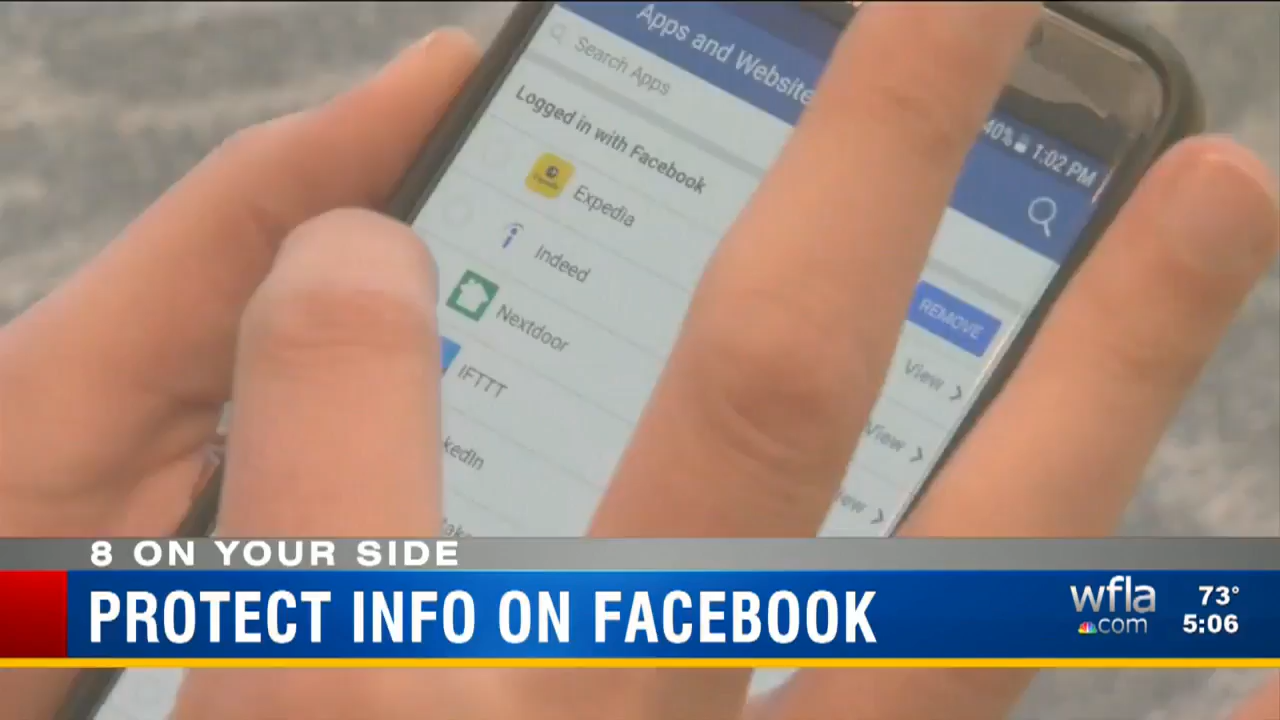 Apps and Website
Search Apps
40% 1:02 PM
Logged in with Facebook
REMOVE
Expedia
View
Indeed
View
Nextdoor
IFTTT
kedIn
8 ON YOUR SIDE
PROTECT INFO ON FACEBOOK
wfla
.com
73°
5:06